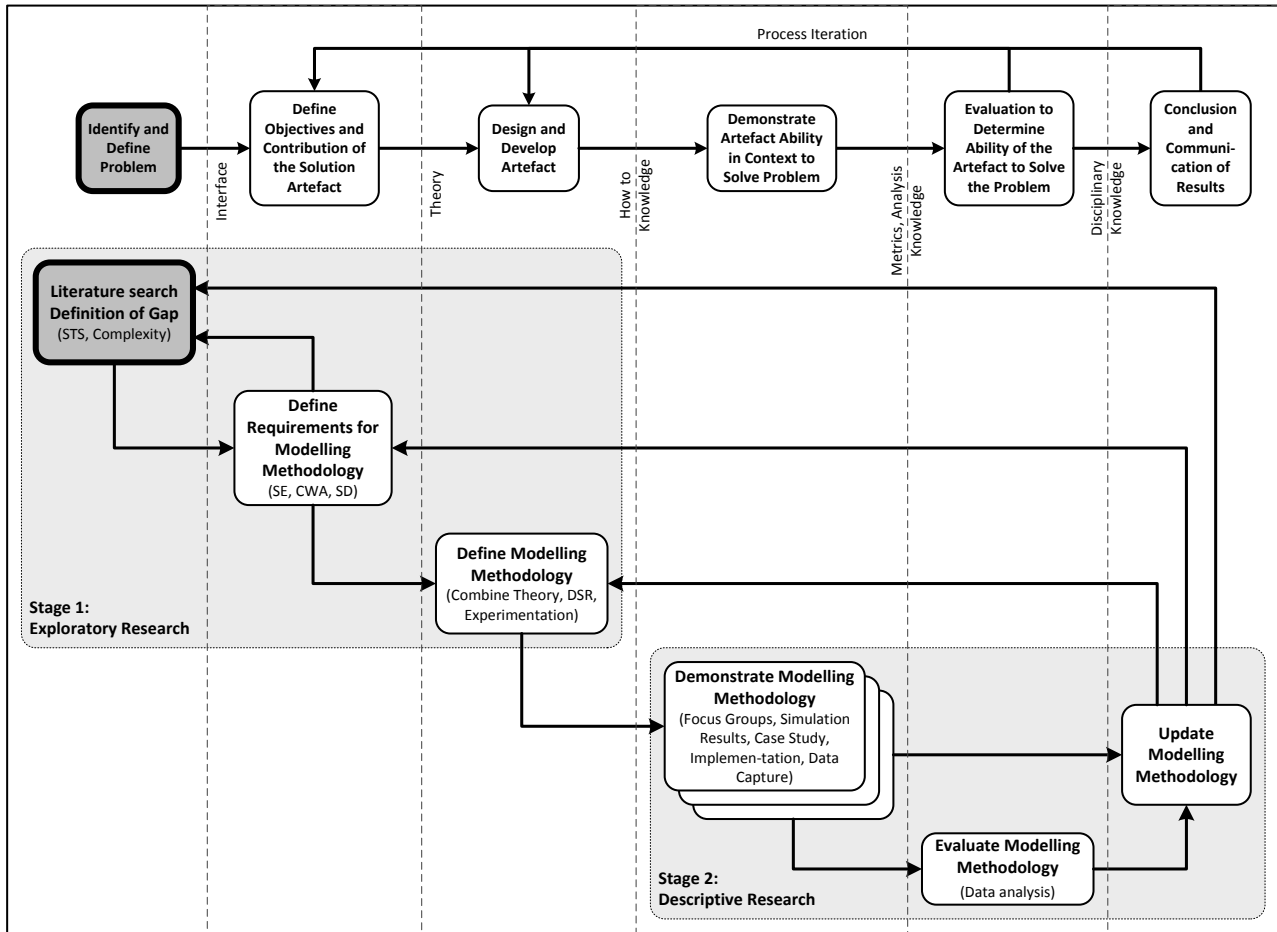 Process Iteration
Identify and
Define
Problem
Define
Objectives and
Contribution of
the Solution
Artefact
Design and
Develop
Artefact
Demonstrate
Artefact Ability
in Context to
Solve Problem
Evaluation to
Determine
Ability of the
Artefact to Solve
the Problem
Conclusion
and
Communi-
cation of
Results
Interface
Theory
How to
Knowledge
Metrics, Analysis
Knowledge
Disciplinary
Knowledge
Literature search
Definition of Gap
(STS, Complexity)
Define
Requirements for
Modelling
Methodology
(SE, CWA, SD)
Define Modelling
Methodology
(Combine Theory, DSR,
Experimentation)
Stage 1:
Exploratory Research
Demonstrate Modelling
Methodology
(Focus Groups, Simulation
Results, Case Study,
Implemen-tation, Data
Capture)
Update
Modelling
Methodology
Evaluate Modelling
Methodology
(Data analysis)
Stage 2:
Descriptive Research